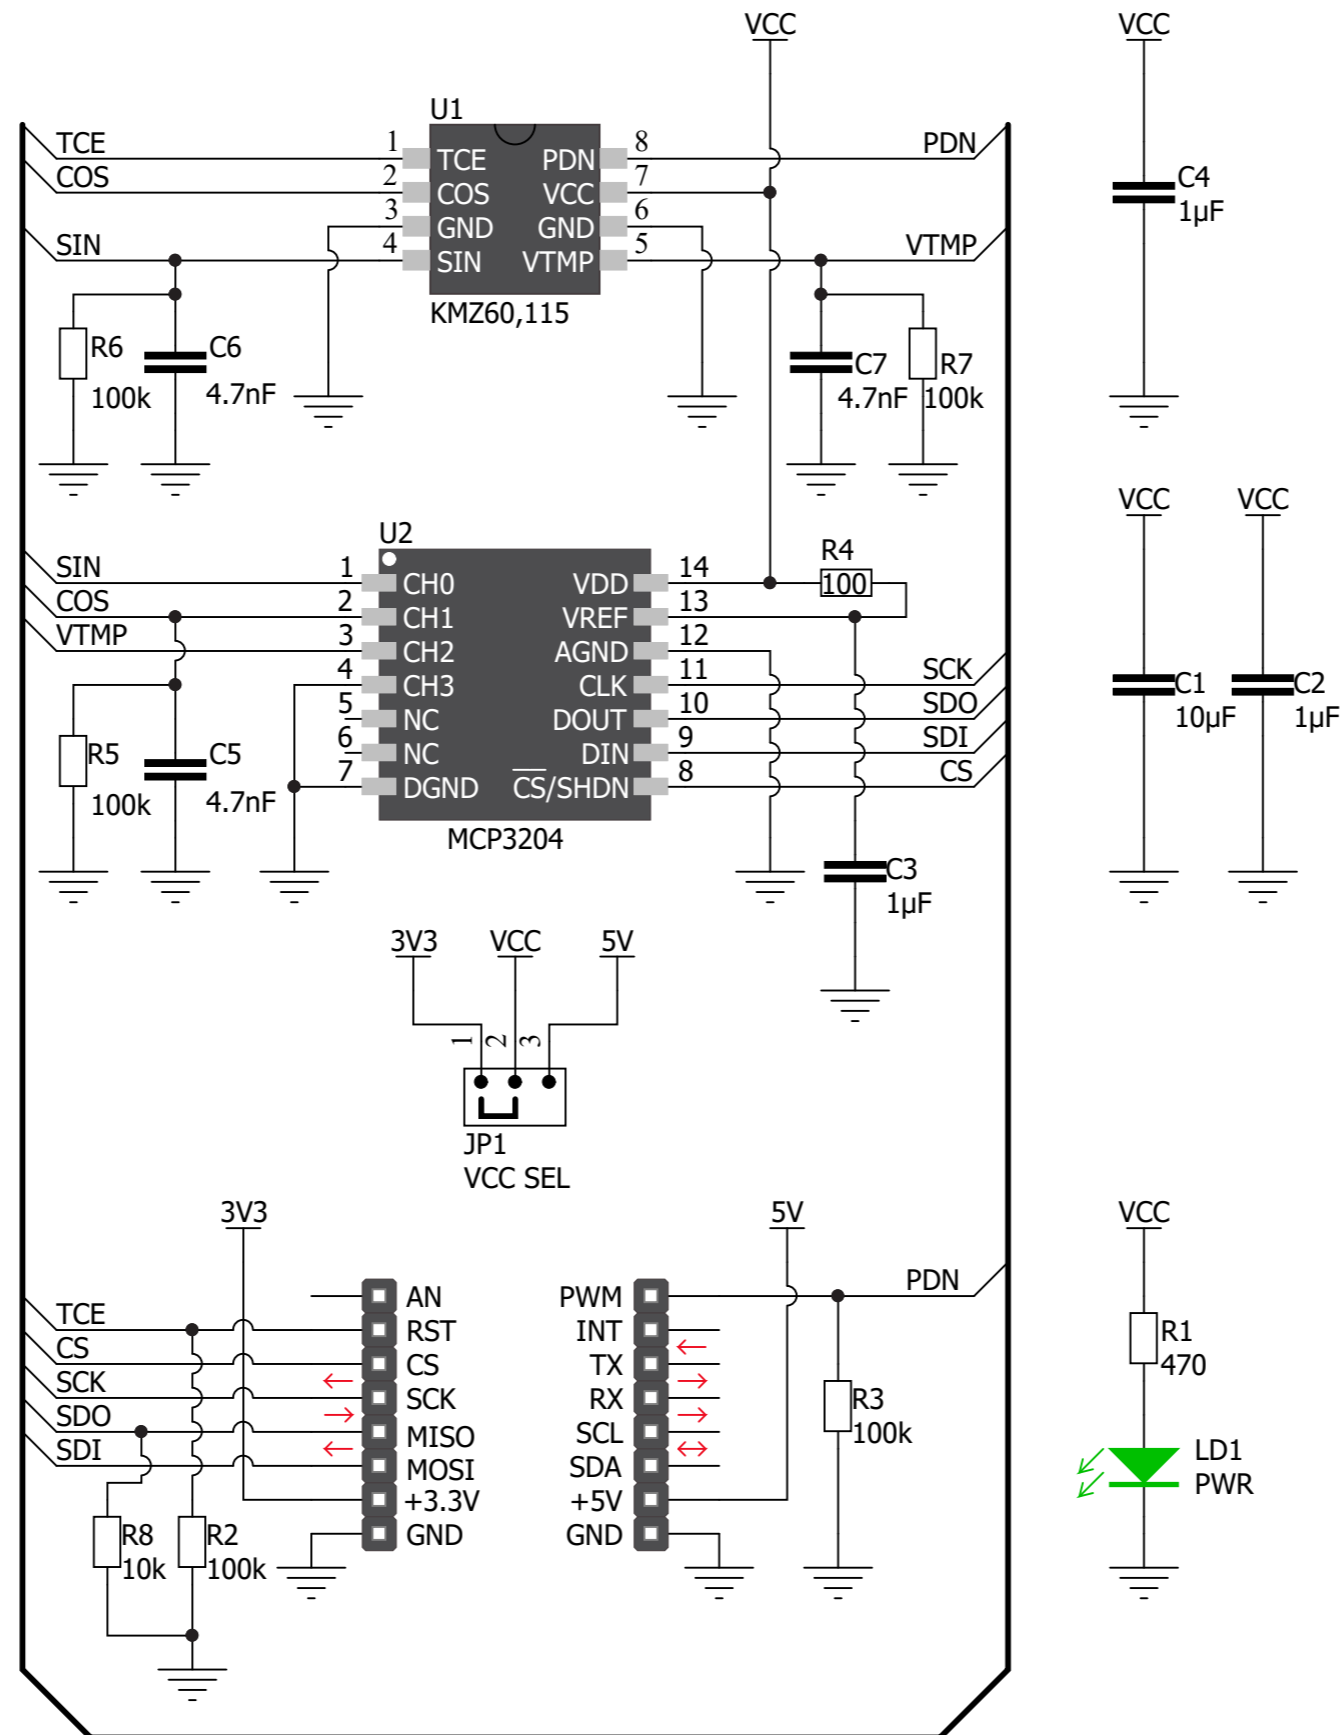 VCC
VCC
U1
TCE 1 TCE PDN 8 PDN
COS 2 COS VCC 7
3 GND GND 6
SIN 4 SIN VTMP 5 VTMP
KMZ60,115
C4
1µF
R6
100k
C6
4.7nF
C7
4.7nF
R7
100k
VCC
VCC
U2
R4
100
SIN 1 CH0 VDD 14
COS 2 CH1 VREF 13
VTMP 3 CH2 AGND 12
4 CH3 CLK 11 SCK
5 NC DOUT 10 SDO
6 NC DIN 9 SDI
7 DGND CS/SHDN 8 CS
MCP3204
R5
100k
C5
4.7nF
C3
1µF
C1
10µF
C2
1µF
3V3 VCC 5V
1 2 3
JP1
VCC SEL
3V3
5V
VCC
AN PWM PDN
TCE RST INT
CS CS TX
SCK SCK RX
SDO MISO SCL
SDI MOSI SDA
+3.3V +5V
GND GND
R8
10k
R2
100k
R3
100k
R1
470
LD1
PWR